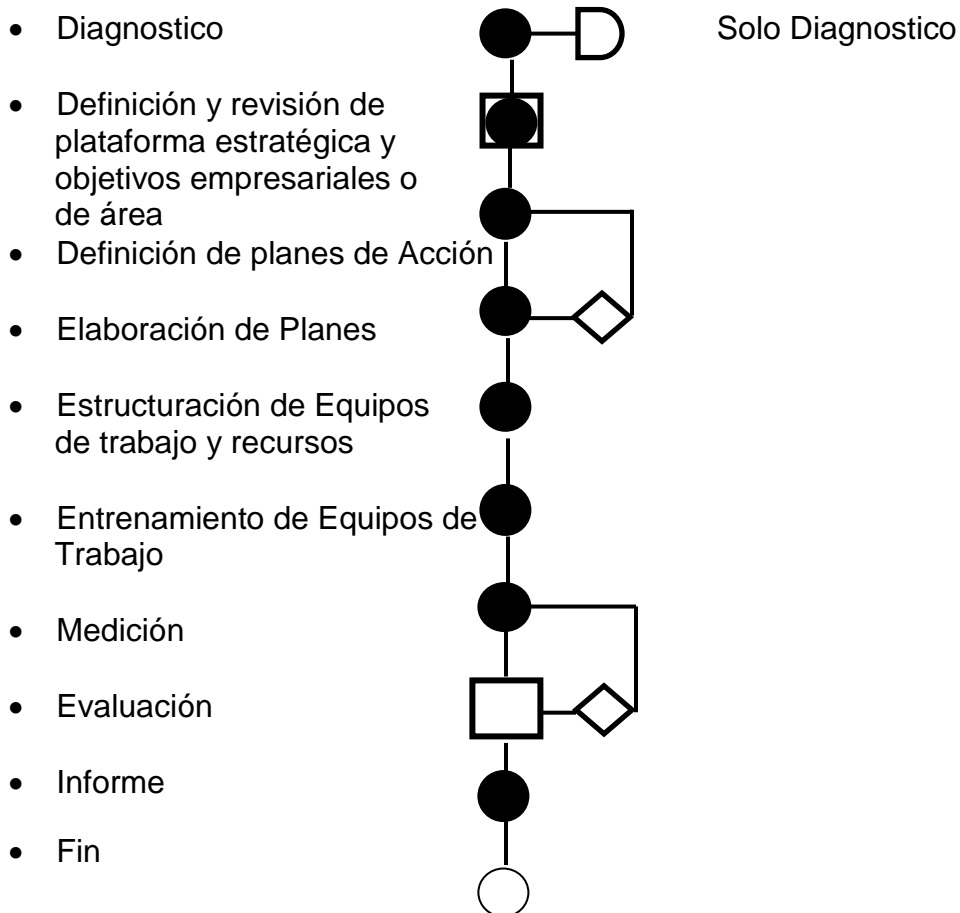 • Diagnostico
Solo Diagnostico
• Definición y revisión de
plataforma estratégica y
objetivos empresariales o
de área
• Definición de planes de Acción
• Elaboración de Planes
• Estructuración de Equipos
de trabajo y recursos
• Entrenamiento de Equipos de
Trabajo
• Medición
• Evaluación
• Informe
• Fin